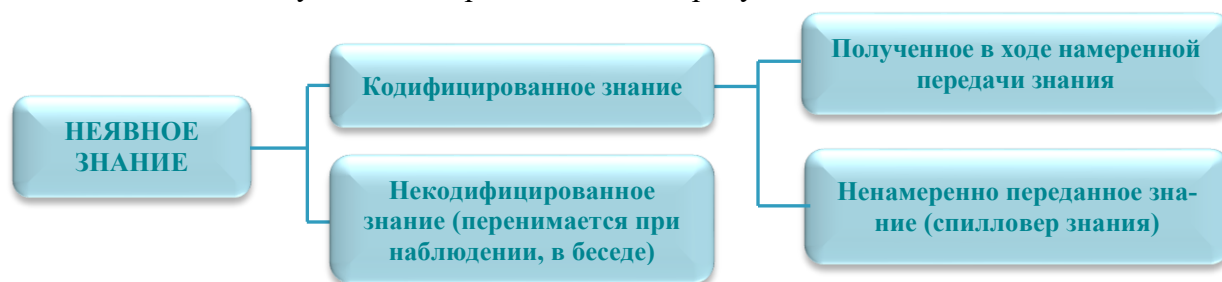 Полученное в ходе намеренной
передачи знания
Кодифицированное знание
НЕЯВНОЕ
ЗНАНИЕ
Некодифицированное
знание (перенимается при
наблюдении, в беседе)
Ненамеренно переданное зна-
ние (спилловер знания)